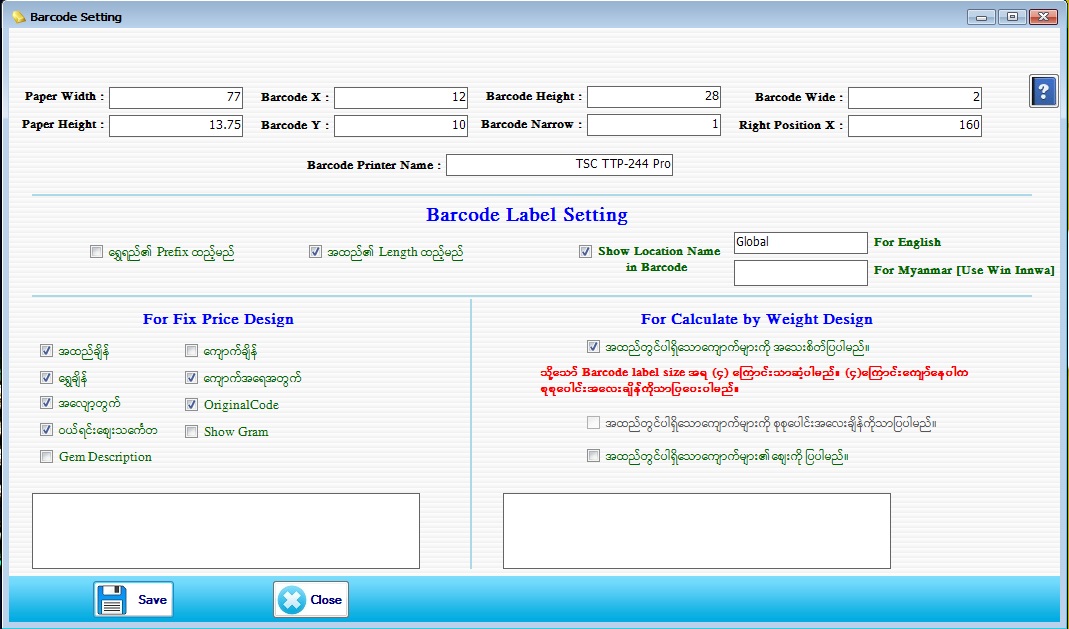 Barcode Setting
Paper Width : 77 Barcode X : 12 Barcode Height : 28 Barcode Wide : 2
Paper Height : 13.75 Barcode Y : 10 Barcode Narrow : 1 Right Position X : 160
Barcode Printer Name : TSC TTP-244 Pro
Barcode Label Setting
ရွှေရည်၏ Prefix ထည့်မည်
အထည်၏ Length ထည့်မည်
Show Location Name
in Barcode
Global For English
For Myanmar [Use Win Innwa]
For Fix Price Design
အထည်ချိန်
ကျောက်ချိန်
ရွှေချိန်
ကျောက်အရေအတွက်
အလျော့တွက်
OriginalCode
ဝယ်ရင်းဈေးသင်္ကေတ
Show Gram
Gem Description
For Calculate by Weight Design
အထည်တွင်ပါရှိသောကျောက်များကို အသေးစိတ်ပြပါမည်။
သို့သော် Barcode label size အရ (၄) ကြောင်းသာဆံ့ပါမည်။ (၄)ကြောင်းကျော်နေပါက
စုစုပေါင်းအလေးချိန်ကိုသာပြပေးပါမည်။
အထည်တွင်ပါရှိသောကျောက်များကို စုစုပေါင်းအလေးချိန်ကိုသာပြပါမည်။
အထည်တွင်ပါရှိသောကျောက်များ၏ ဈေးကို ပြပါမည်။
Save
Close